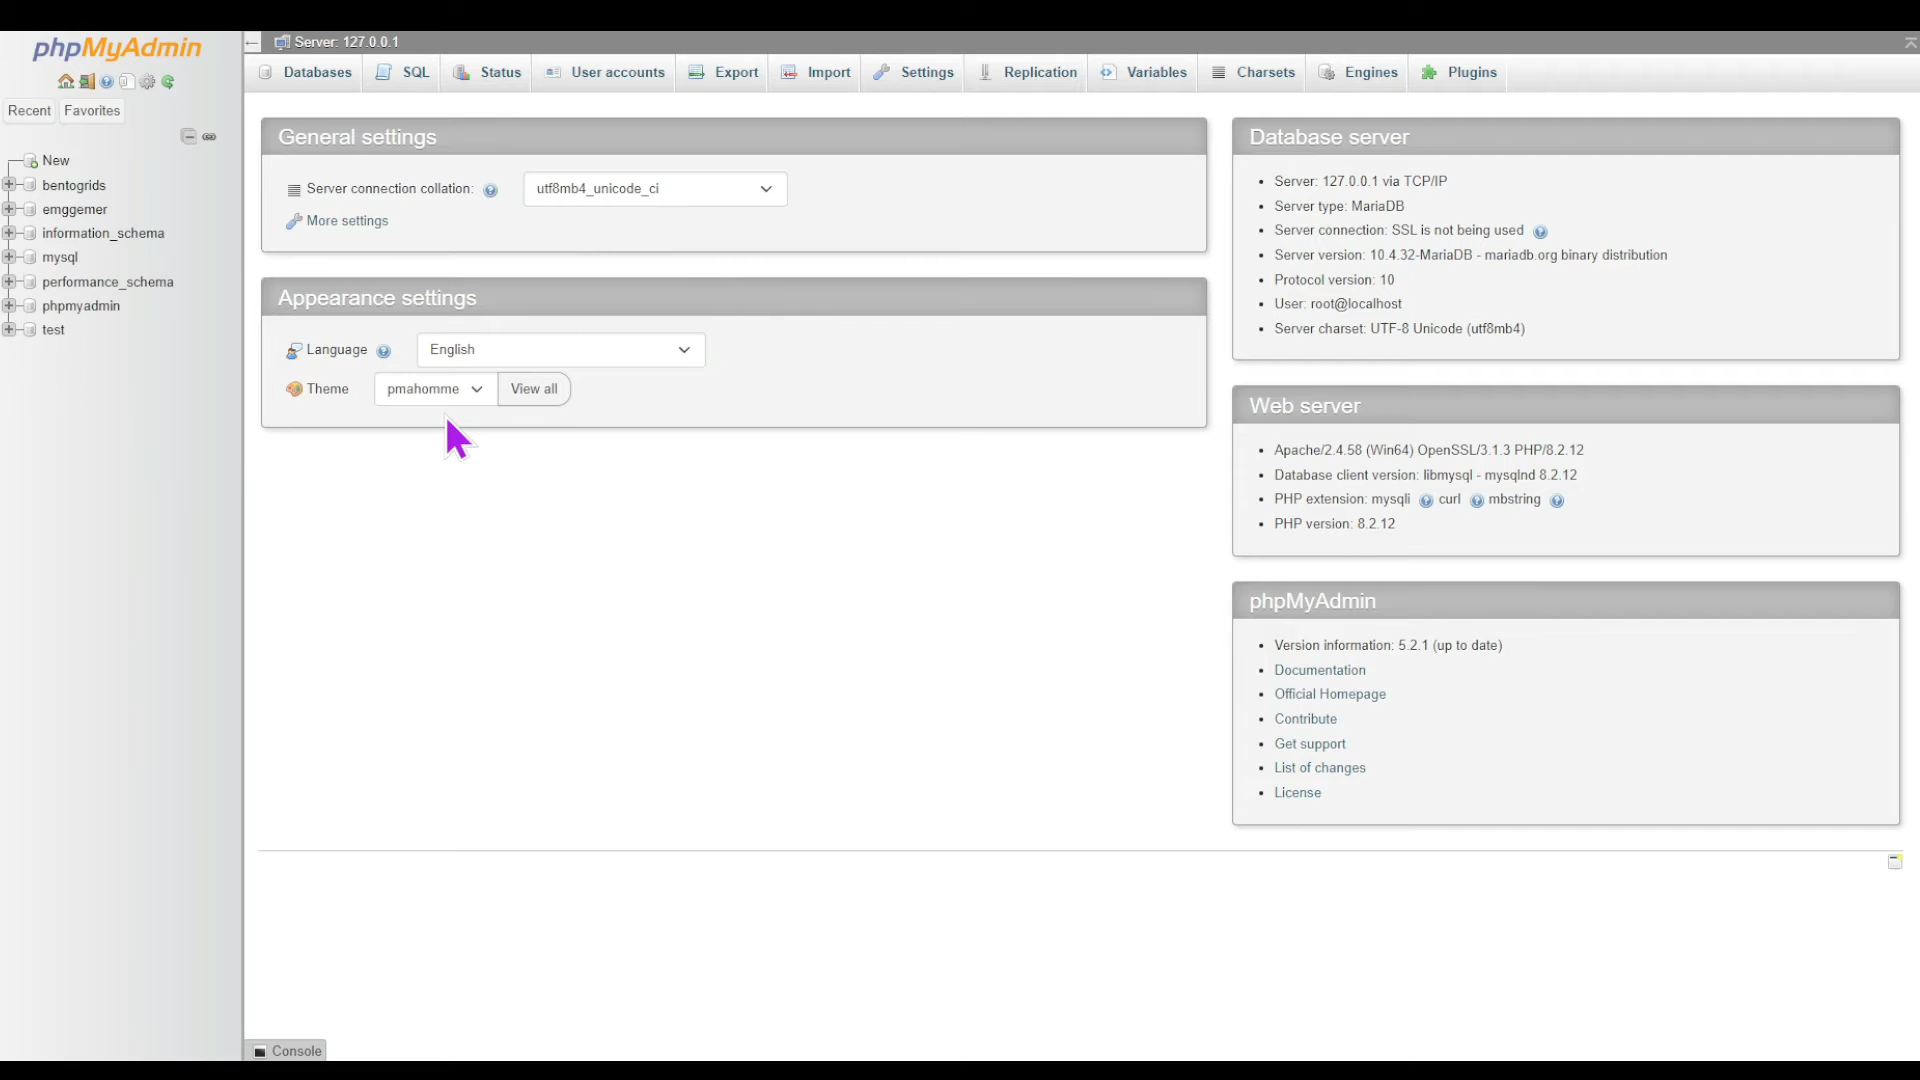 phpMyAdmin
Recent Favorites
New
bentogrids
emggemer
information_schema
mysql
performance_schema
phpmyadmin
test
Server: 127.0.0.1
Databases SQL Status User accounts Export Import Settings Replication Variables Charsets Engines Plugins
General settings
Server connection collation: utf8mb4_unicode_ci
More settings
Appearance settings
Language English
Theme pmahomme View all
Database server
Server: 127.0.0.1 via TCP/IP
Server type: MariaDB
Server connection: SSL is not being used
Server version: 10.4.32-MariaDB - mariadb.org binary distribution
Protocol version: 10
User: root@localhost
Server charset: UTF-8 Unicode (utf8mb4)
Web server
Apache/2.4.58 (Win64) OpenSSL/3.1.3 PHP/8.2.12
Database client version: libmysql - mysqlnd 8.2.12
PHP extension: mysqli curl mbstring
PHP version: 8.2.12
phpMyAdmin
Version information: 5.2.1 (up to date)
Documentation
Official Homepage
Contribute
Get support
List of changes
License
Console